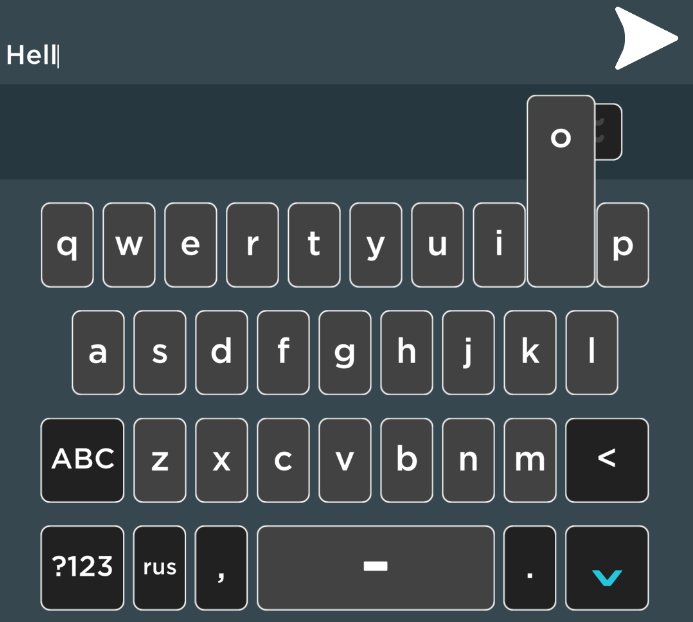 Hell
o
q w e r t y u i p
a s d f g h j k l
ABC z x c v b n m <
?123 rus , .